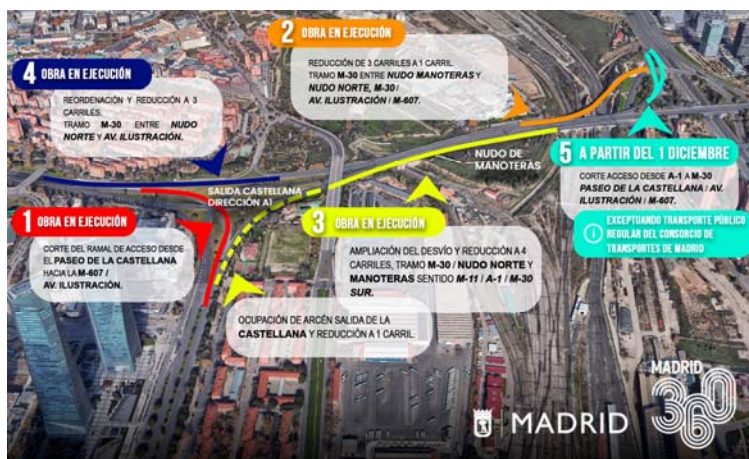 2 OBRA EN EJECUCIÓN
REDUCCIÓN DE 3 CARRILES A 1 CARRIL.
TRAMO M-30 ENTRE NUDO MANOTERAS Y
NUDO NORTE, M-30 /
AV. ILUSTRACIÓN / M-607.
4 OBRA EN EJECUCIÓN
REORDENACIÓN Y REDUCCIÓN A 3
CARRILES.
TRAMO M-30 ENTRE NUDO
NORTE Y AV. ILUSTRACIÓN.
NUDO DE
MANOTERAS
5 A PARTIR DEL 1 DICIEMBRE
CORTE ACCESO DESDE A-1 A M-30
PASEO DE LA CASTELLANA / AV.
ILUSTRACIÓN / M-607.
i EXCEPTUANDO TRANSPORTE PÚBLICO
REGULAR DEL CONSORCIO DE
TRANSPORTES DE MADRID
SALIDA CASTELLANA
DIRECCIÓN A1
1 OBRA EN EJECUCIÓN
CORTE DEL RAMAL DE ACCESO DESDE
EL PASEO DE LA CASTELLANA
HACIA LA M-607 /
AV. ILUSTRACIÓN.
3 OBRA EN EJECUCIÓN
AMPLIACIÓN DEL DESVÍO Y REDUCCIÓN A 4
CARRILES, TRAMO M-30 / NUDO NORTE Y
MANOTERAS SENTIDO M-11 / A-1 / M-30
SUR.
OCUPACIÓN DE ARCÉN SALIDA DE LA
CASTELLANA Y REDUCCIÓN A 1 CARRIL.
MADRID
MADRID
360